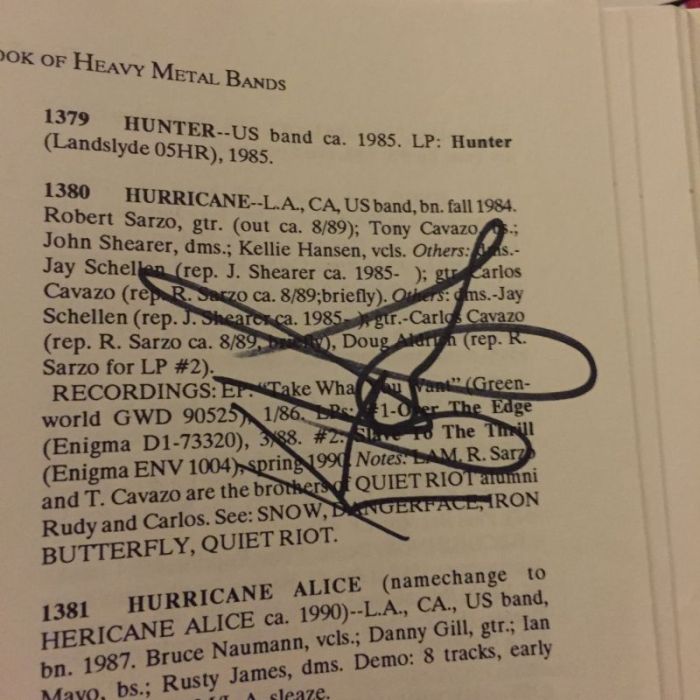 OOK OF HEAVY METAL BANDS
1379 HUNTER--US band ca. 1985. LP: Hunter
(Landslyde 05HR), 1985.
1380 HURRICANE--L.A., CA, US band, bn. fall 1984.
Robert Sarzo, gtr. (out ca. 8/89); Tony Cavazo, bs.;
John Shearer, dms.; Kellie Hansen, vcls. Others: dms.-
Jay Schellen (rep. J. Shearer ca. 1985- ); gtr. Carlos
Cavazo (rep. R. Sarzo ca. 8/89;briefly). Others: dms.-Jay
Schellen (rep. J. Shearer ca. 1985- ); gtr.-Carlos Cavazo
(rep. R. Sarzo ca. 8/89, briefly), Doug Aldrich (rep. R.
Sarzo for LP #2).
RECORDINGS: EP: "Take What You Want" (Green-
world GWD 90525), 1/86. LPs: #1-Over The Edge
(Enigma D1-73320), 3/88. #2: Slave To The Thrill
(Enigma ENV 1004), spring 1990 Notes: LAM, R. Sarzo
and T. Cavazo are the brothers of QUIET RIOT alumni
Rudy and Carlos. See: SNOW, DANGERFACE, IRON
BUTTERFLY, QUIET RIOT.
1381 HURRICANE ALICE (namechange to
HERICANE ALICE ca. 1990)--L.A., CA., US band,
bn. 1987. Bruce Naumann, vcls.; Danny Gill, gtr.; Ian
Mayo, bs.; Rusty James, dms. Demo: 8 tracks, early
A sleaze.